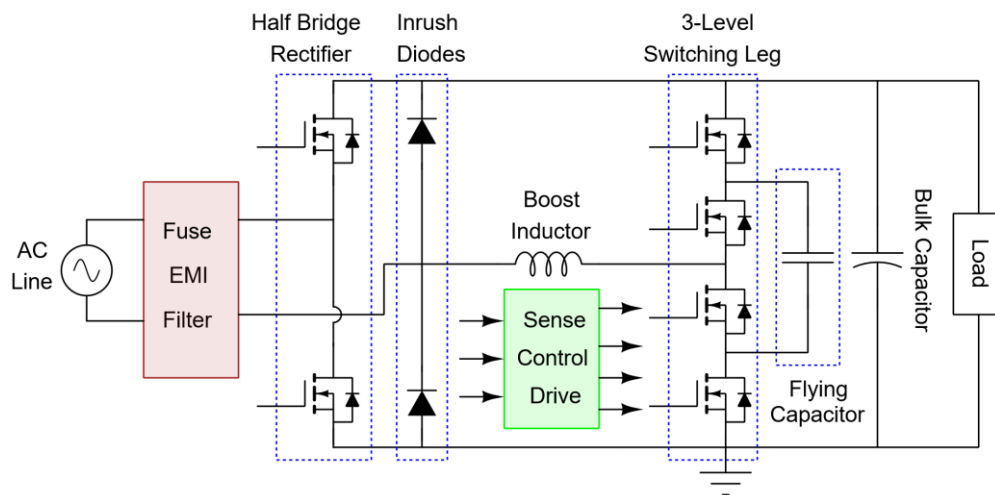 Half Bridge
Rectifier
Inrush
Diodes
3-Level
Switching Leg
AC
Line
Fuse
EMI
Filter
Boost
Inductor
Sense
Control
Drive
Flying
Capacitor
Bulk Capacitor
Load